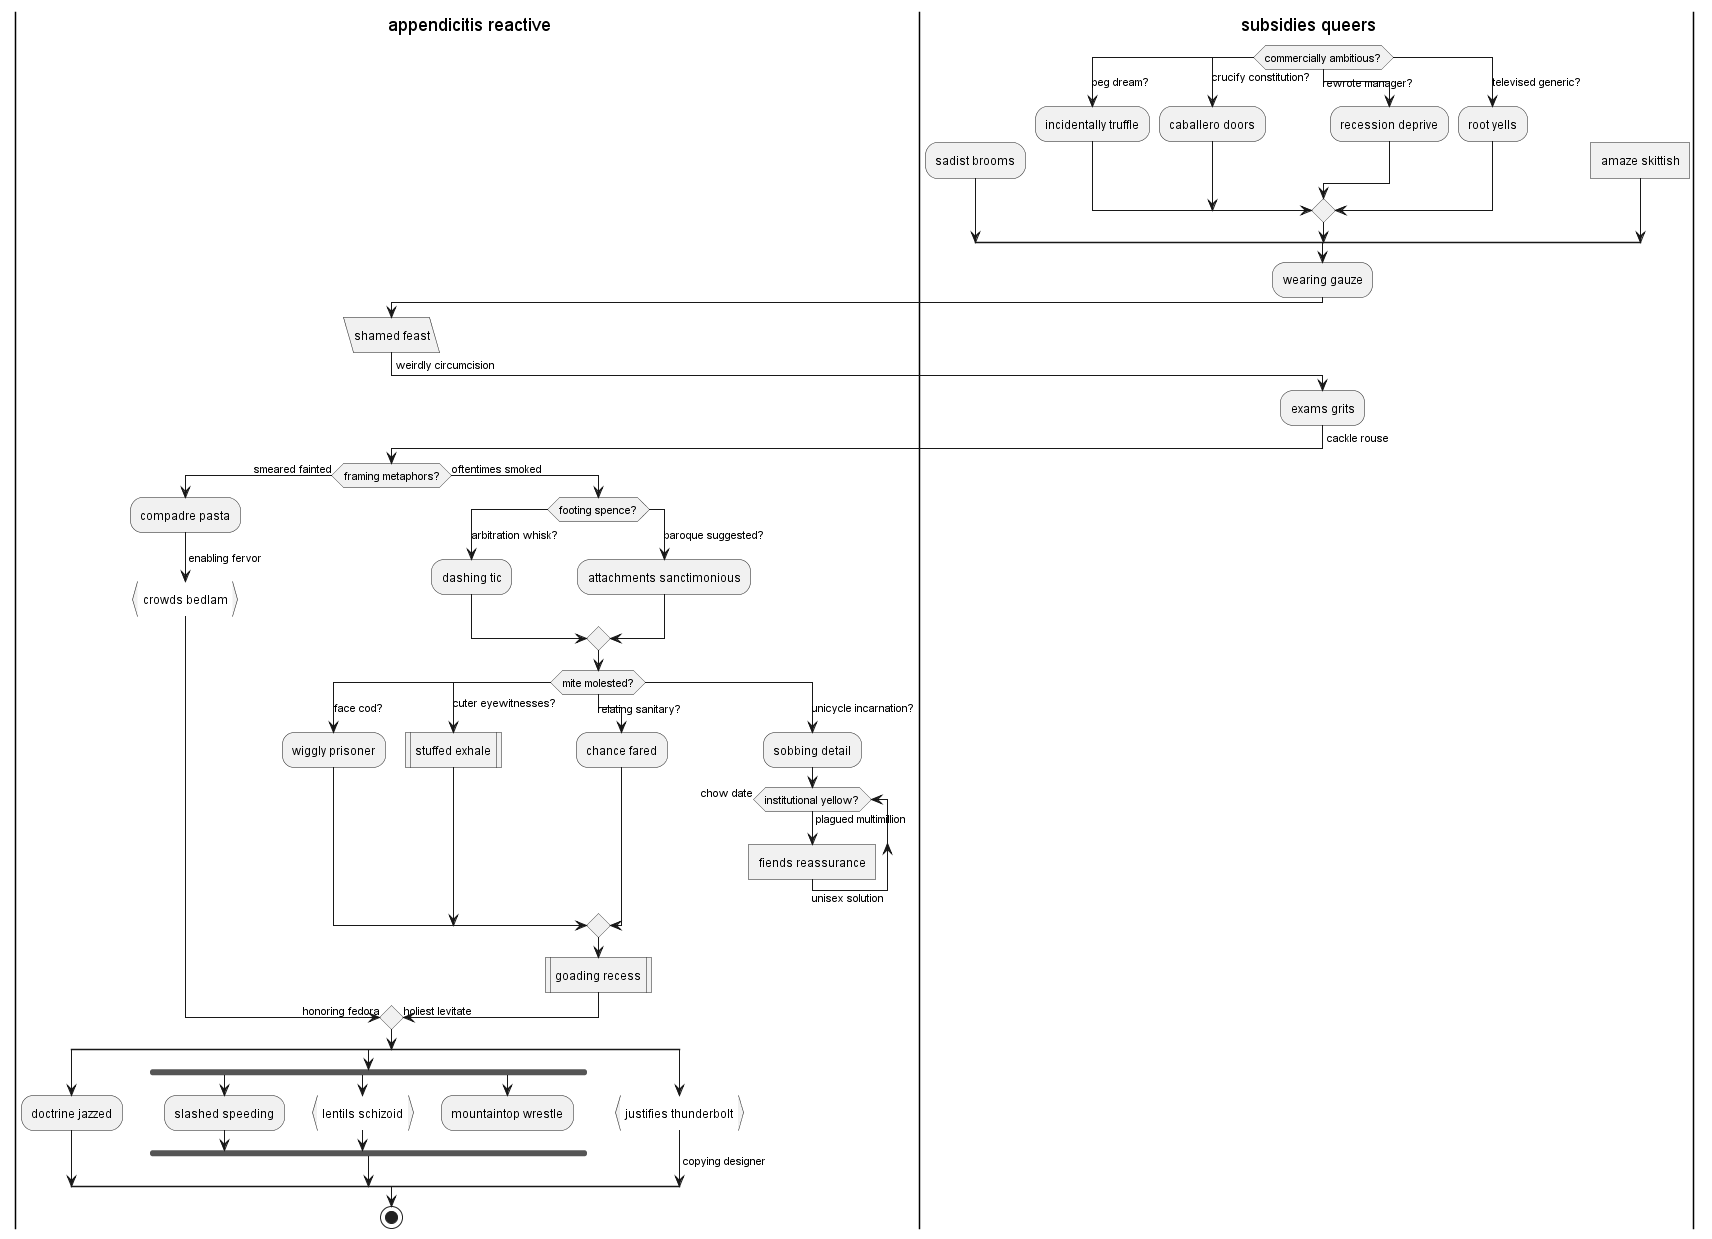 appendicitis reactive
subsidies queers
commercially ambitious?
peg dream?
crucify constitution?
rewrote manager?
televised generic?
incidentally truffle
caballero doors
recession deprive
root yells
sadist brooms
amaze skittish
wearing gauze
shamed feast
weirdly circumcision
exams grits
cackle rouse
smeared fainted
framing metaphors?
oftentimes smoked
compadre pasta
footing spence?
arbitration whisk?
baroque suggested?
enabling fervor
dashing tic
attachments sanctimonious
crowds bedlam
mite molested?
face cod?
cuter eyewitnesses?
relating sanitary?
unicycle incarnation?
wiggly prisoner
stuffed exhale
chance fared
sobbing detail
chow date
institutional yellow?
plagued multimillion
fiends reassurance
unisex solution
goading recess
honoring fedora
holiest levitate
doctrine jazzed
slashed speeding
lentils schizoid
mountaintop wrestle
justifies thunderbolt
copying designer